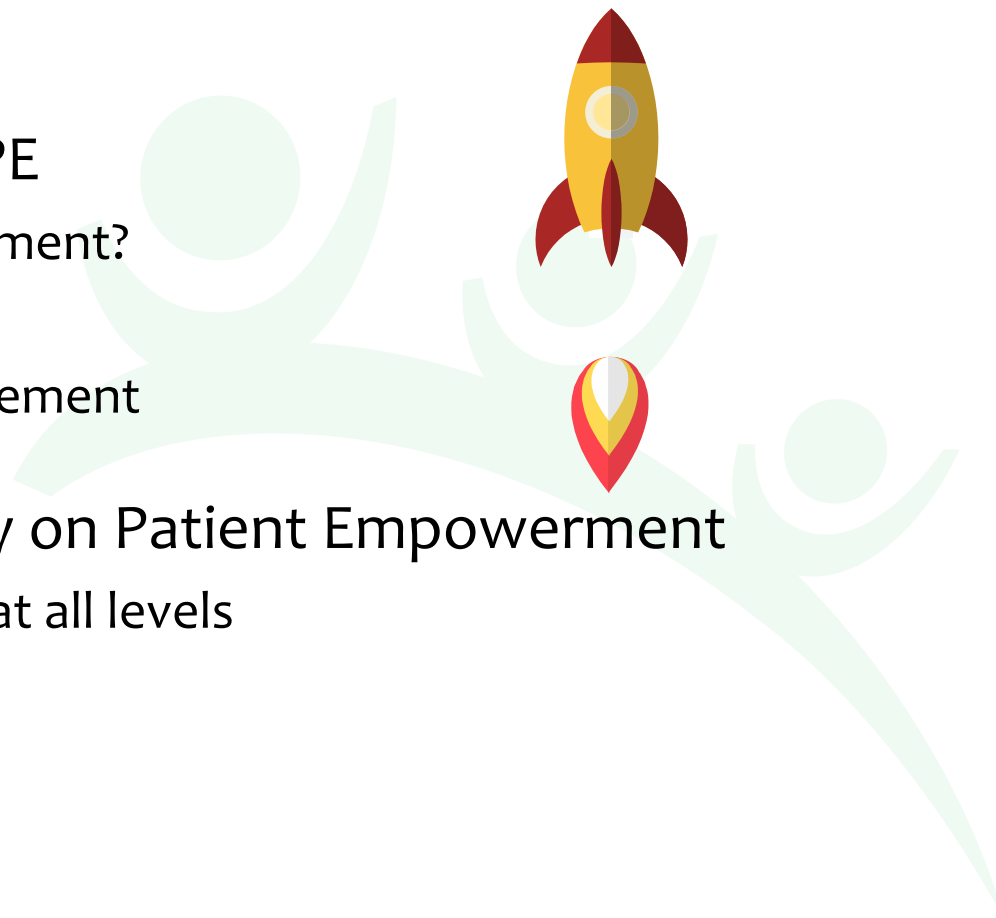 PE
ment?
ement
y on Patient Empowerment
at all levels